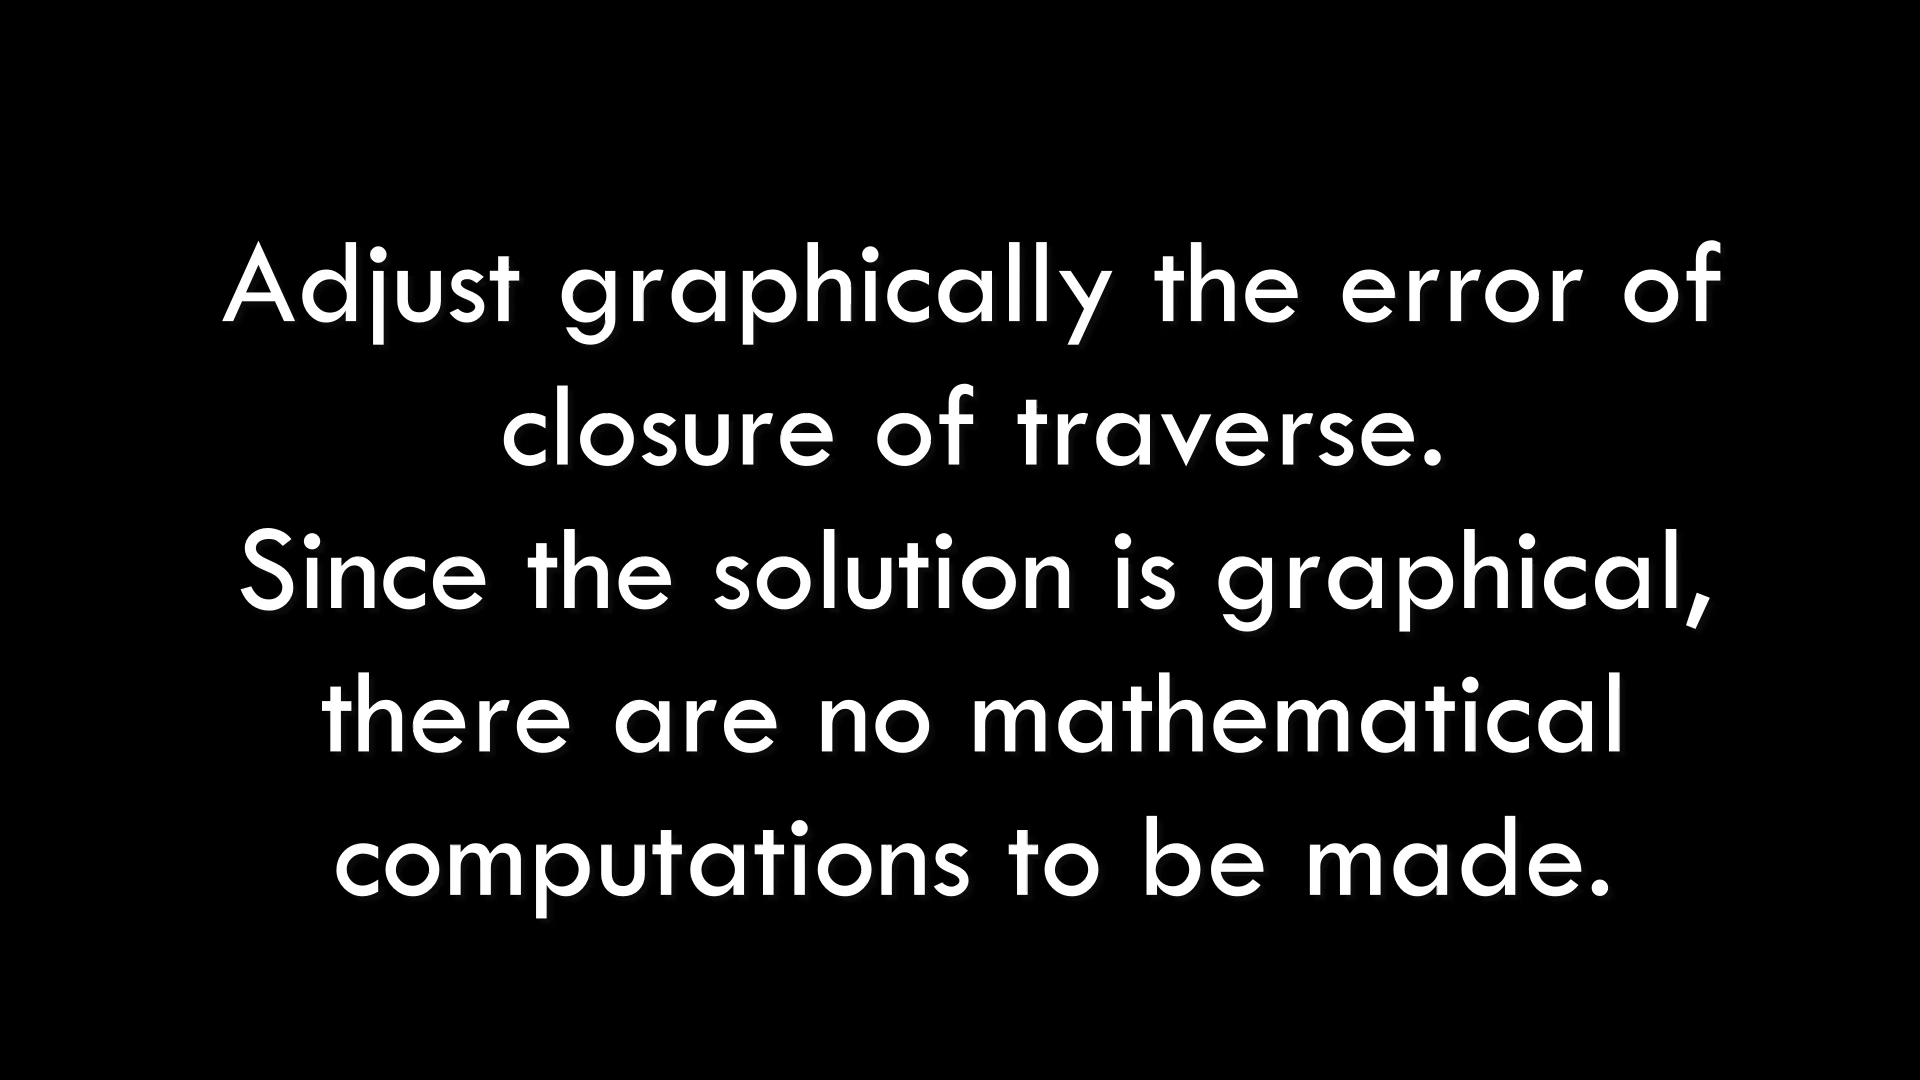 Adjust graphically the error of
closure of traverse.
Since the solution is graphical,
there are no mathematical
computations to be made.